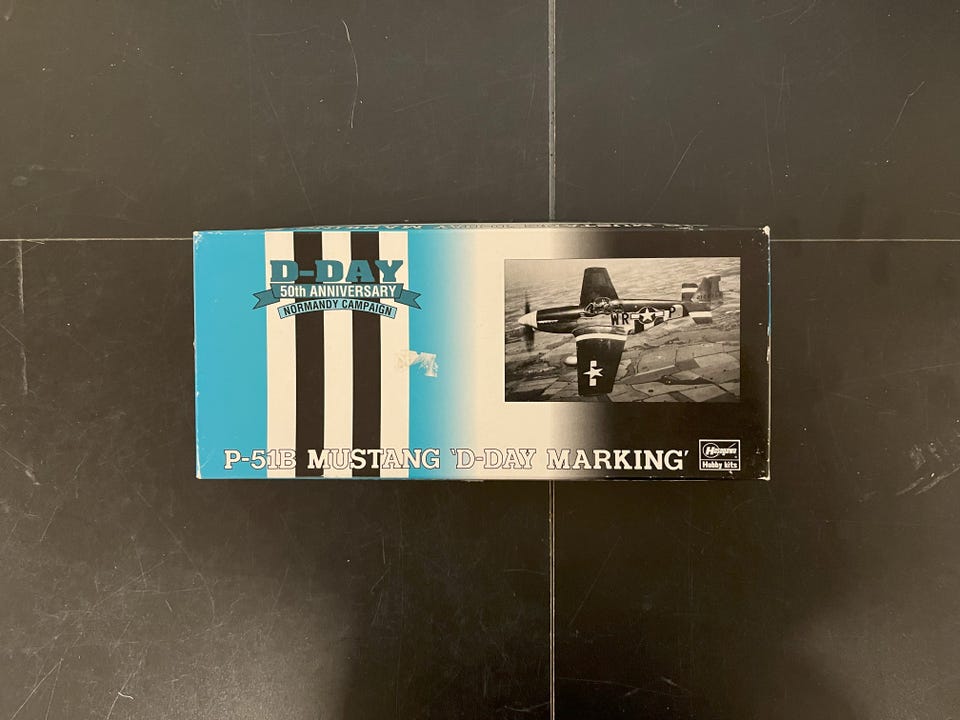 D-DAY
50th ANNIVERSARY
NORMANDY CAMPAIGN
WR P
P-51B MUSTANG 'D-DAY MARKING'
Hasegawa
Hobby kits